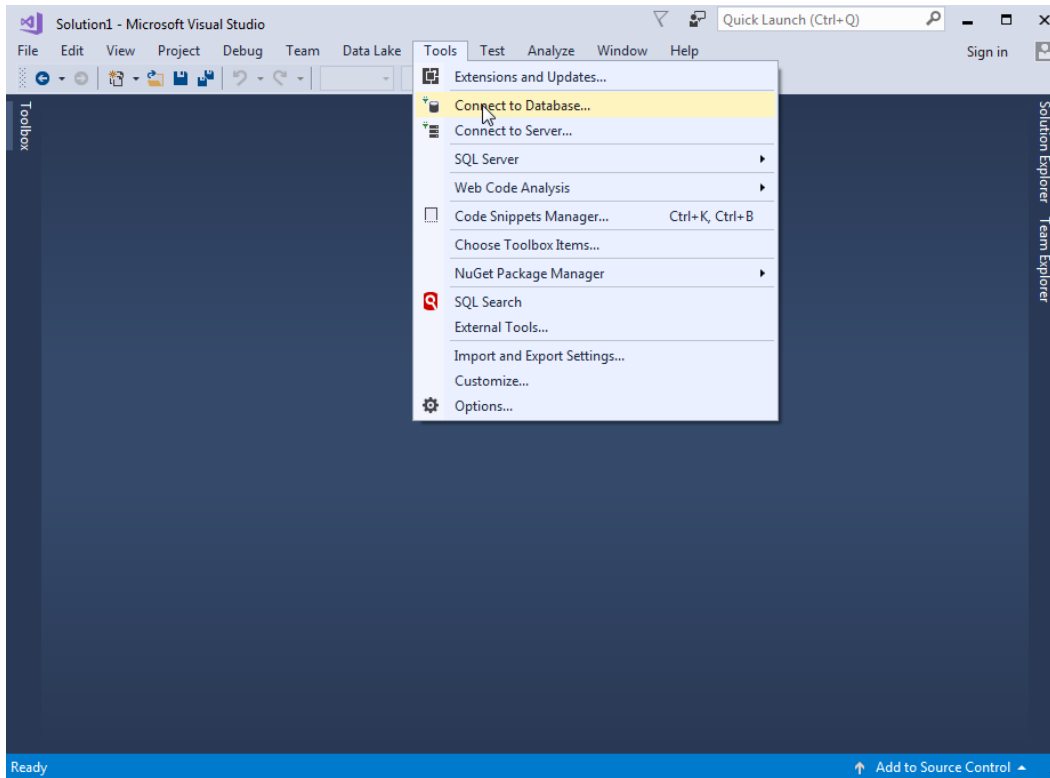 Solution1 - Microsoft Visual Studio
Quick Launch (Ctrl+Q)
File Edit View Project Debug Team Data Lake Tools Test Analyze Window Help Sign in
Extensions and Updates...
Connect to Database...
Connect to Server...
SQL Server
Web Code Analysis
Code Snippets Manager... Ctrl+K, Ctrl+B
Choose Toolbox Items...
NuGet Package Manager
SQL Search
External Tools...
Import and Export Settings...
Customize...
Options...
Toolbox
Solution Explorer
Team Explorer
Ready
Add to Source Control